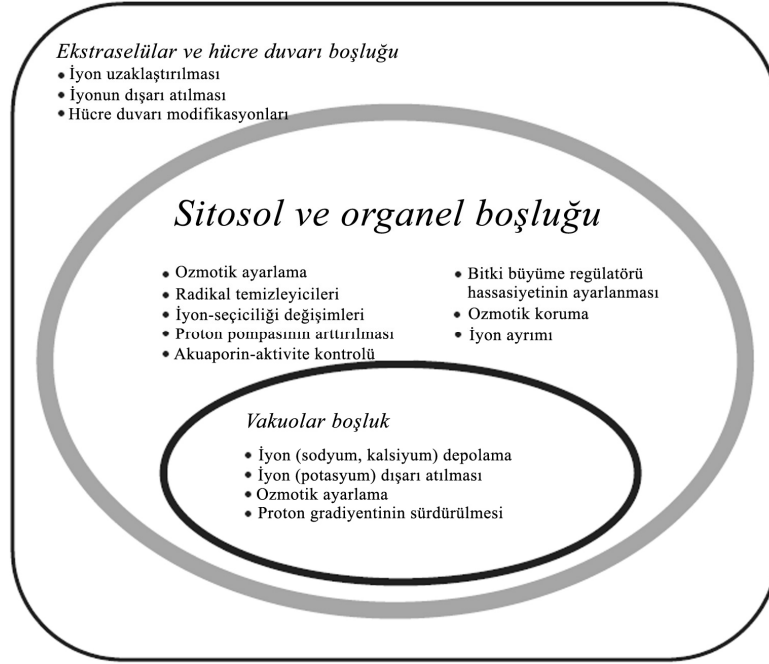 Ekstraselülar ve hücre duvarı boşluğu
• İyon uzaklaştırılması
• İyonun dışarı atılması
• Hücre duvarı modifikasyonları
Sitosol ve organel boşluğu
• Ozmotik ayarlama
• Radikal temizleyicileri
• İyon-seçiciliği değişimleri
• Proton pompasının arttırılması
• Akuaporin-aktivite kontrolü
• Bitki büyüme regülatörü
hassasiyetinin ayarlanması
• Ozmotik koruma
• İyon ayrımı
Vakuolar boşluk
• İyon (sodyum, kalsiyum) depolama
• İyon (potasyum) dışarı atılması
• Ozmotik ayarlama
• Proton gradiyentinin sürdürülmesi